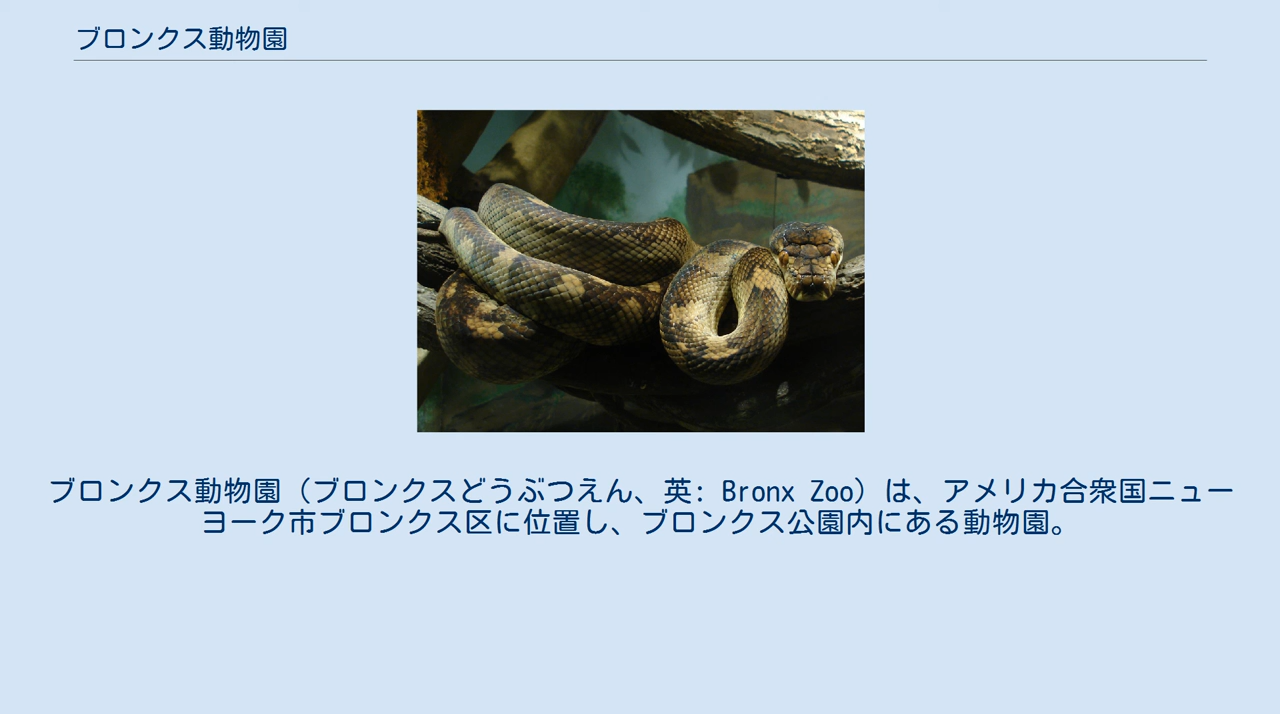 ブロンクス動物園
ブロンクス動物園（ブロンクスどうぶつえん、英: Bronx Zoo）は、アメリカ合衆国ニュー
ヨーク市ブロンクス区に位置し、ブロンクス公園内にある動物園。